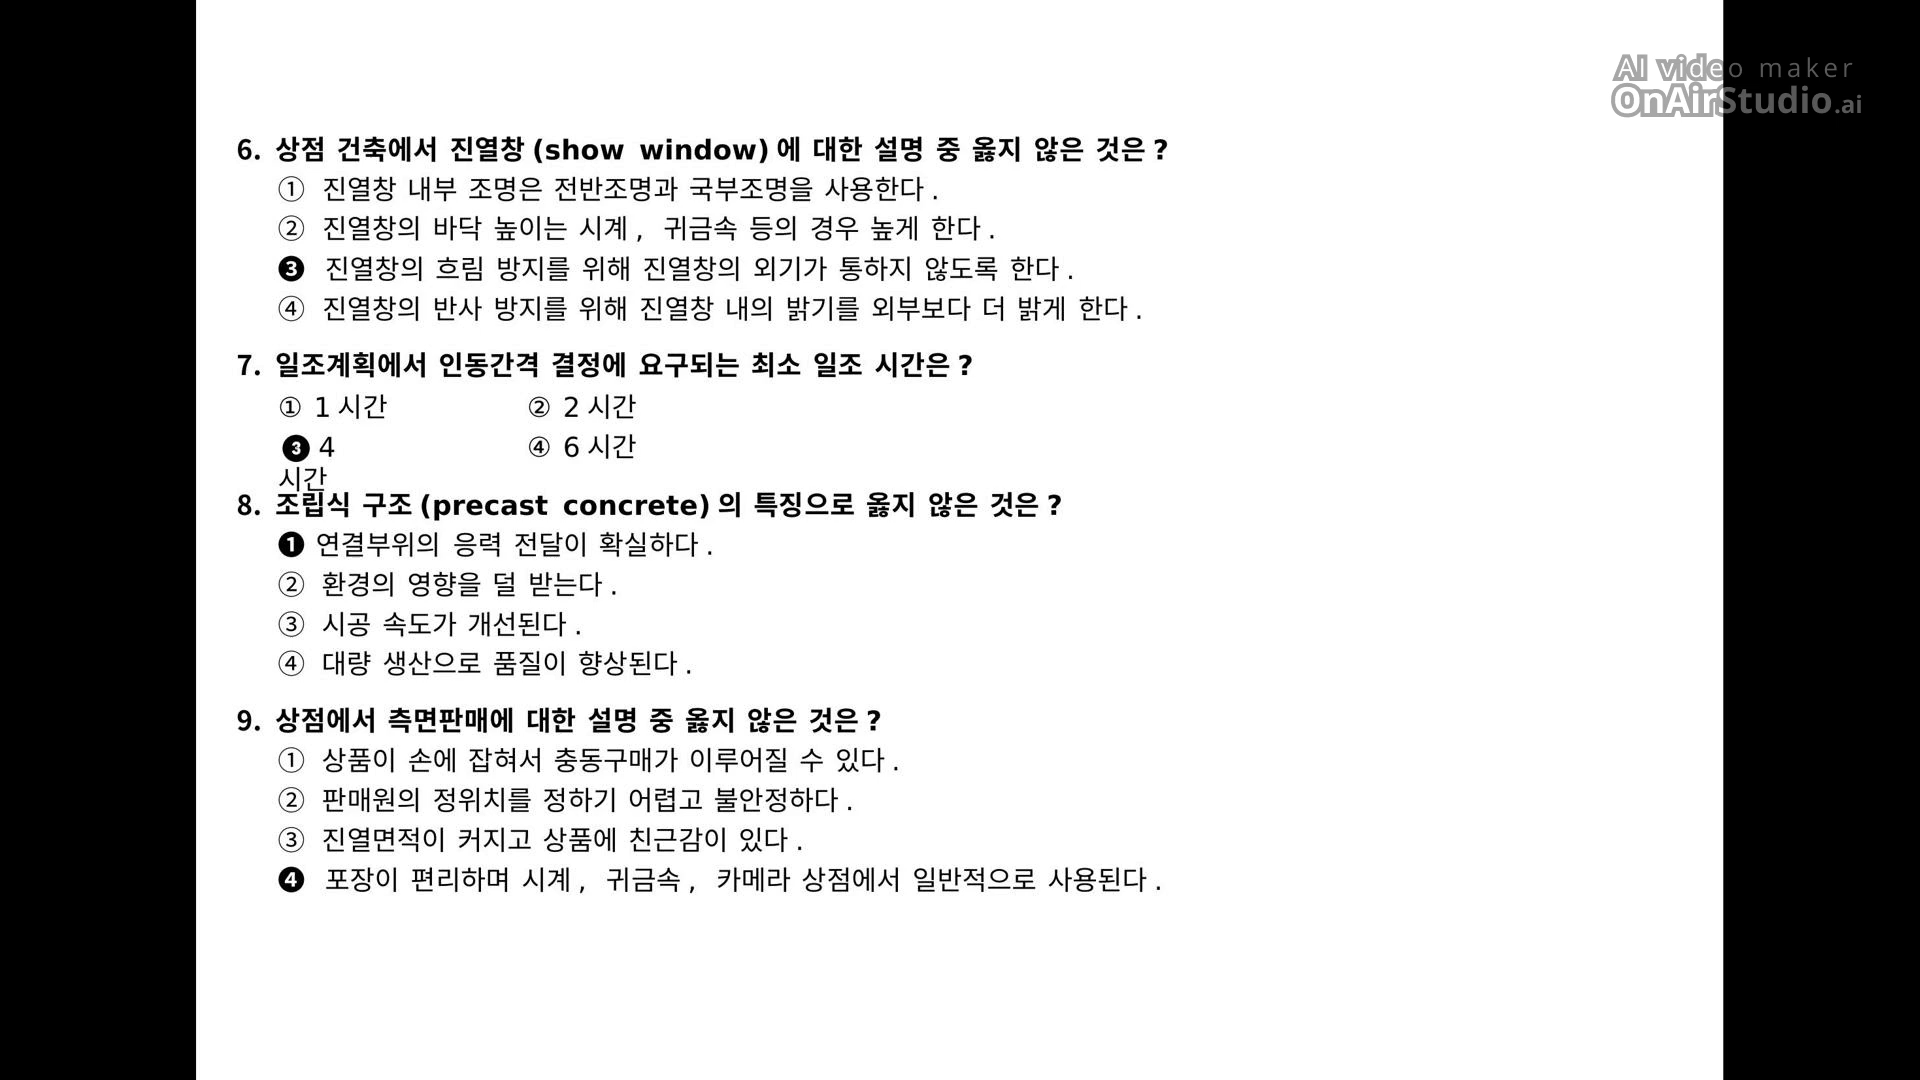 AI video maker
OnAirStudio.ai
6. 상점 건축에서 진열창(show window)에 대한 설명 중 옳지 않은 것은?
① 진열창 내부 조명은 전반조명과 국부조명을 사용한다.
② 진열창의 바닥 높이는 시계, 귀금속 등의 경우 높게 한다.
❸ 진열창의 흐림 방지를 위해 진열창의 외기가 통하지 않도록 한다.
④ 진열창의 반사 방지를 위해 진열창 내의 밝기를 외부보다 더 밝게 한다.
7. 일조계획에서 인동간격 결정에 요구되는 최소 일조 시간은?
① 1시간 ② 2시간
❸ 4 ④ 6시간
시간
8. 조립식 구조(precast concrete)의 특징으로 옳지 않은 것은?
❶ 연결부위의 응력 전달이 확실하다.
② 환경의 영향을 덜 받는다.
③ 시공 속도가 개선된다.
④ 대량 생산으로 품질이 향상된다.
9. 상점에서 측면판매에 대한 설명 중 옳지 않은 것은?
① 상품이 손에 잡혀서 충동구매가 이루어질 수 있다.
② 판매원의 정위치를 정하기 어렵고 불안정하다.
③ 진열면적이 커지고 상품에 친근감이 있다.
❹ 포장이 편리하며 시계, 귀금속, 카메라 상점에서 일반적으로 사용된다.